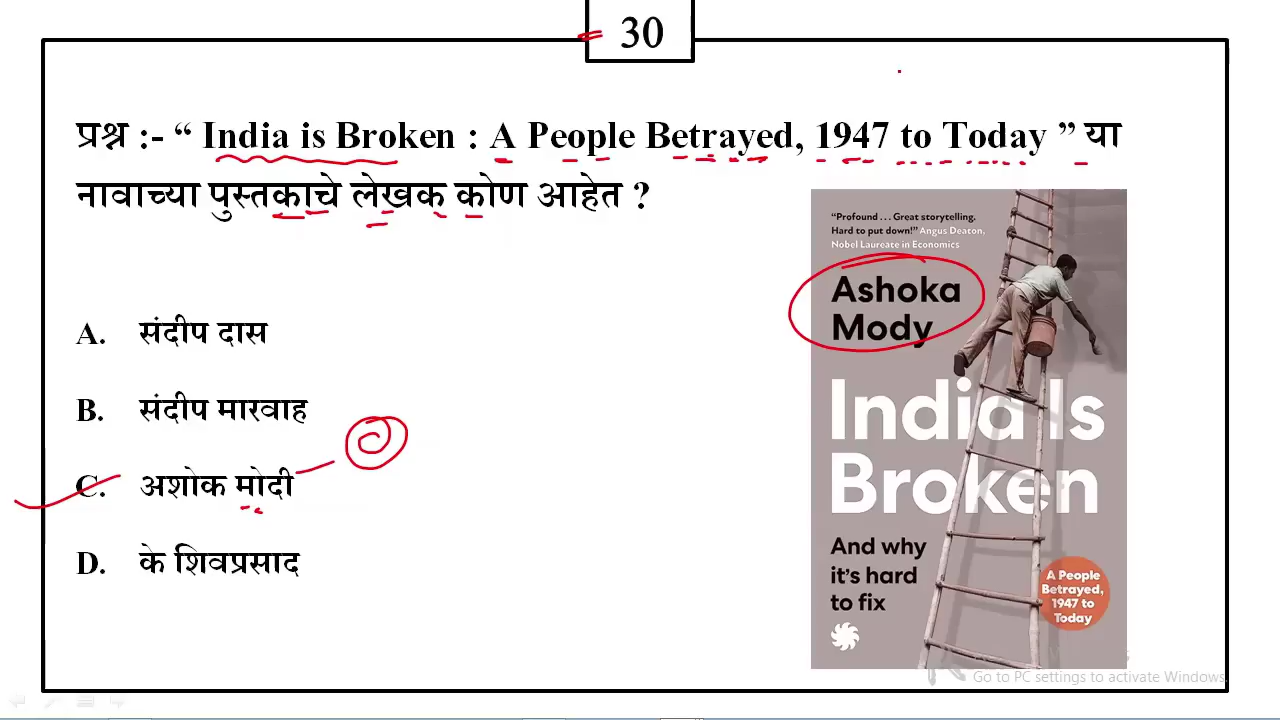 30
प्रश्न :- “ India is Broken : A People Betrayed, 1947 to Today ” या
नावाच्या पुस्तकाचे लेखक कोण आहेत ?
A. संदीप दास
B. संदीप मारवाह
C. अशोक मोदी
D. के शिवप्रसाद
“Profound . . . Great storytelling.
Hard to put down!” Angus Deaton,
Nobel Laureate in Economics
Ashoka
Mody
India Is
Broken
And why
it's hard
to fix
A People
Betrayed,
1947 to
Today
Go to PC settings to activate Windows.